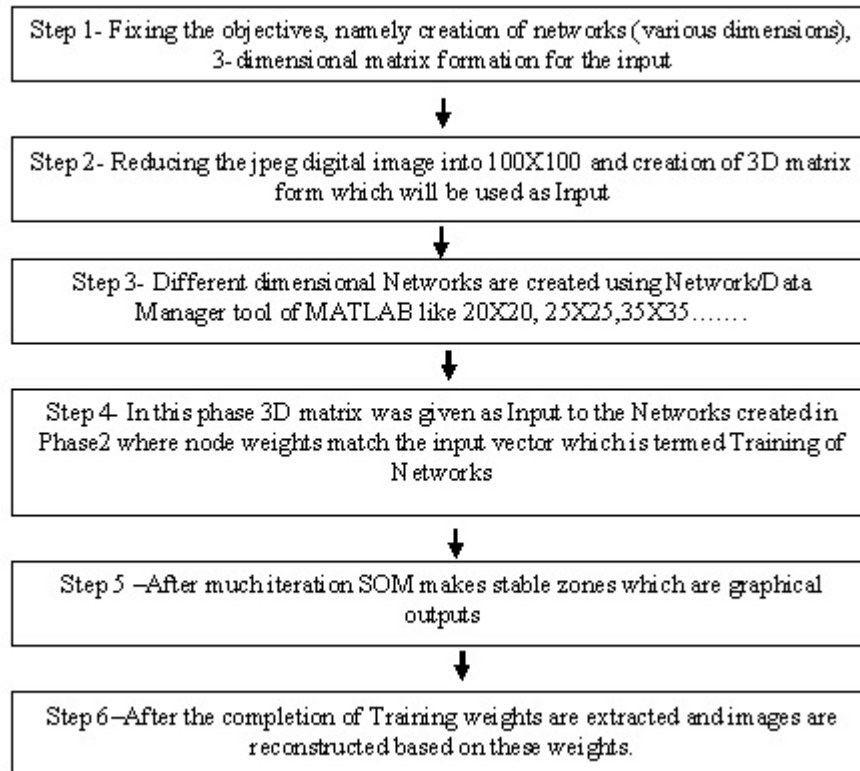 Step 1- Fixing the objectives, namely creation of networks (various dimensions),
3- dimensional matrix formation for the input
Step 2- Reducing the jpeg digital image into 100X100 and creation of 3D matrix
form which will be used as Input
Step 3- Different dimensional Networks are created using Network/Data
Manager tool of MATLAB like 20X20, 25X25,35X35.......
Step 4- In this phase 3D matrix was given as Input to the Networks created in
Phase2 where node weights match the input vector which is termed Training of
Networks
Step 5 –After much iteration SOM makes stable zones which are graphical
outputs
Step 6–After the completion of Training weights are extracted and images are
reconstructed based on these weights.